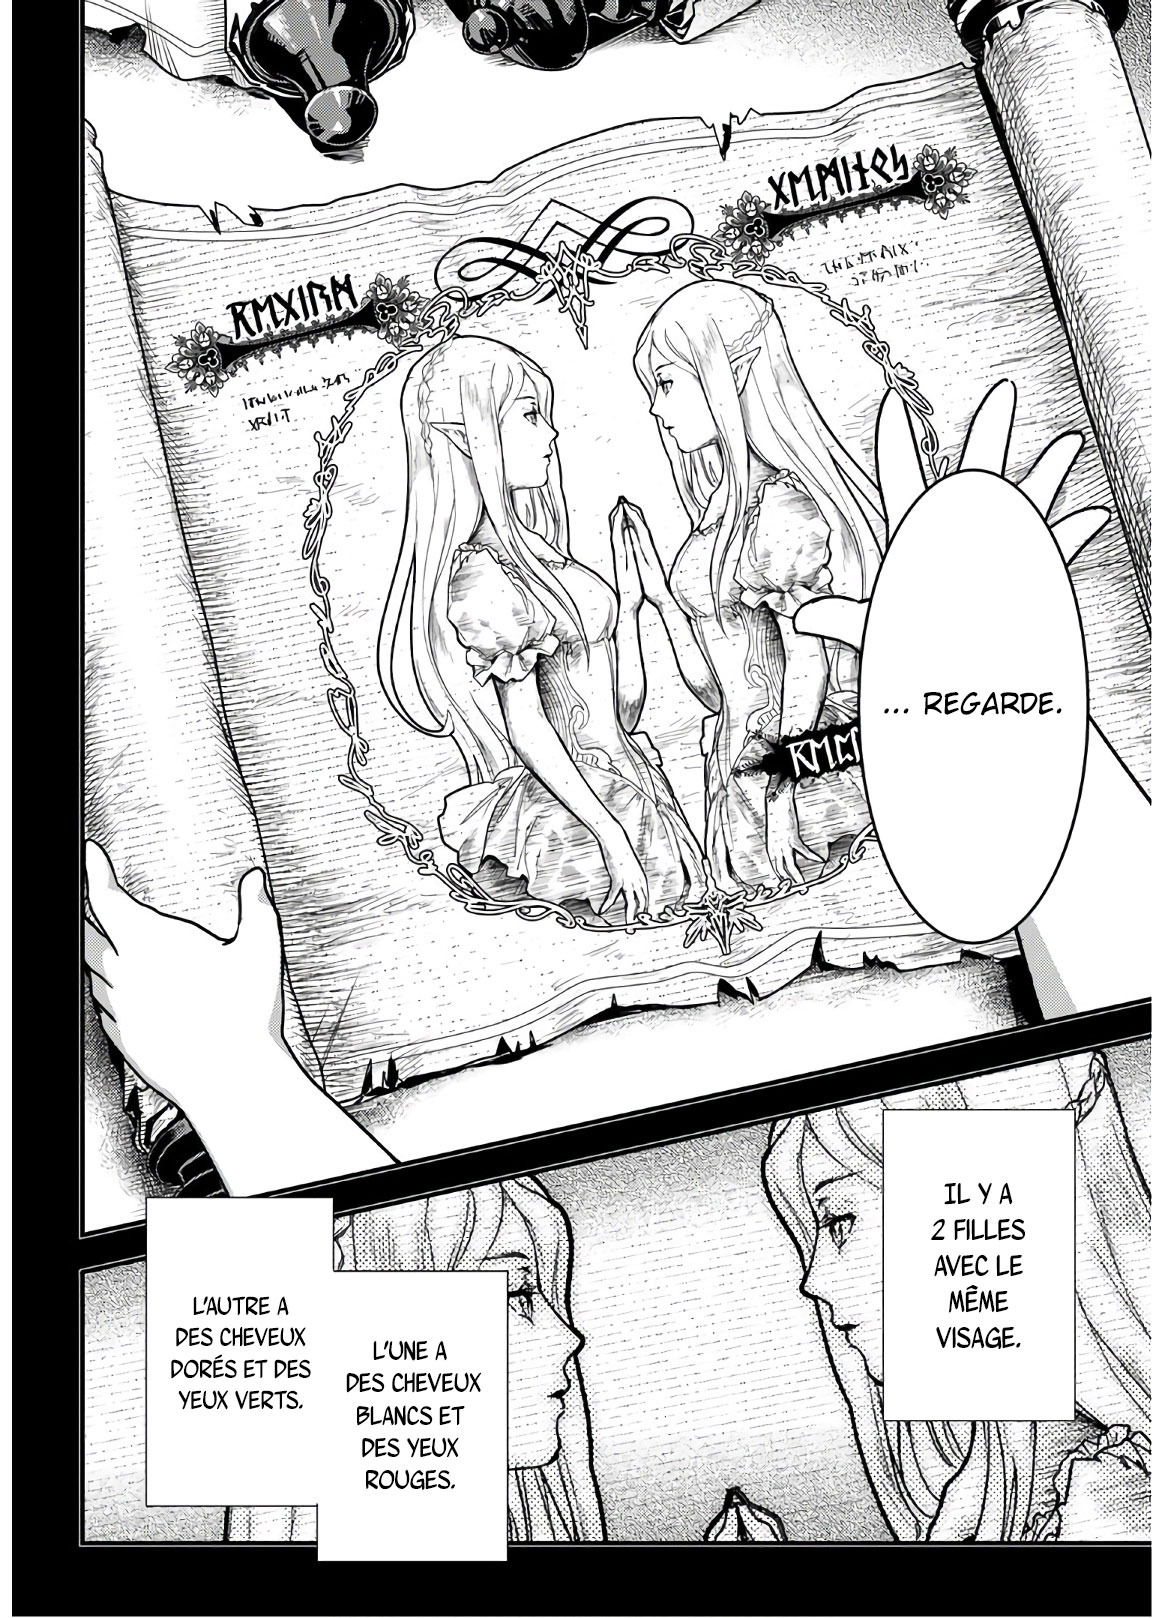 ... REGARDE.
IL Y A
2 FILLES
AVEC LE
MÊME
VISAGE.
L'UNE A
DES CHEVEUX
BLANCS ET
DES YEUX
ROUGES.
L'AUTRE A
DES CHEVEUX
DORÉS ET DES
YEUX VERTS.